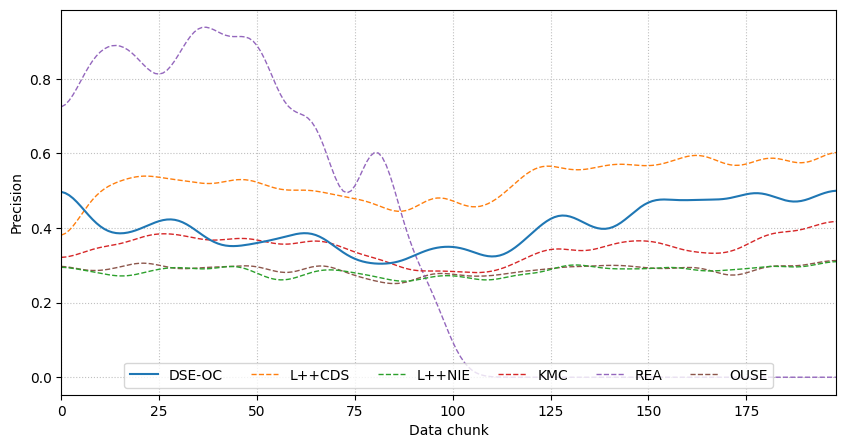 0.8
0.6
0.4
0.2
0.0
Precision
DSE-OC L++CDS L++NIE KMC REA OUSE
0 25 50 75 100 125 150 175
Data chunk